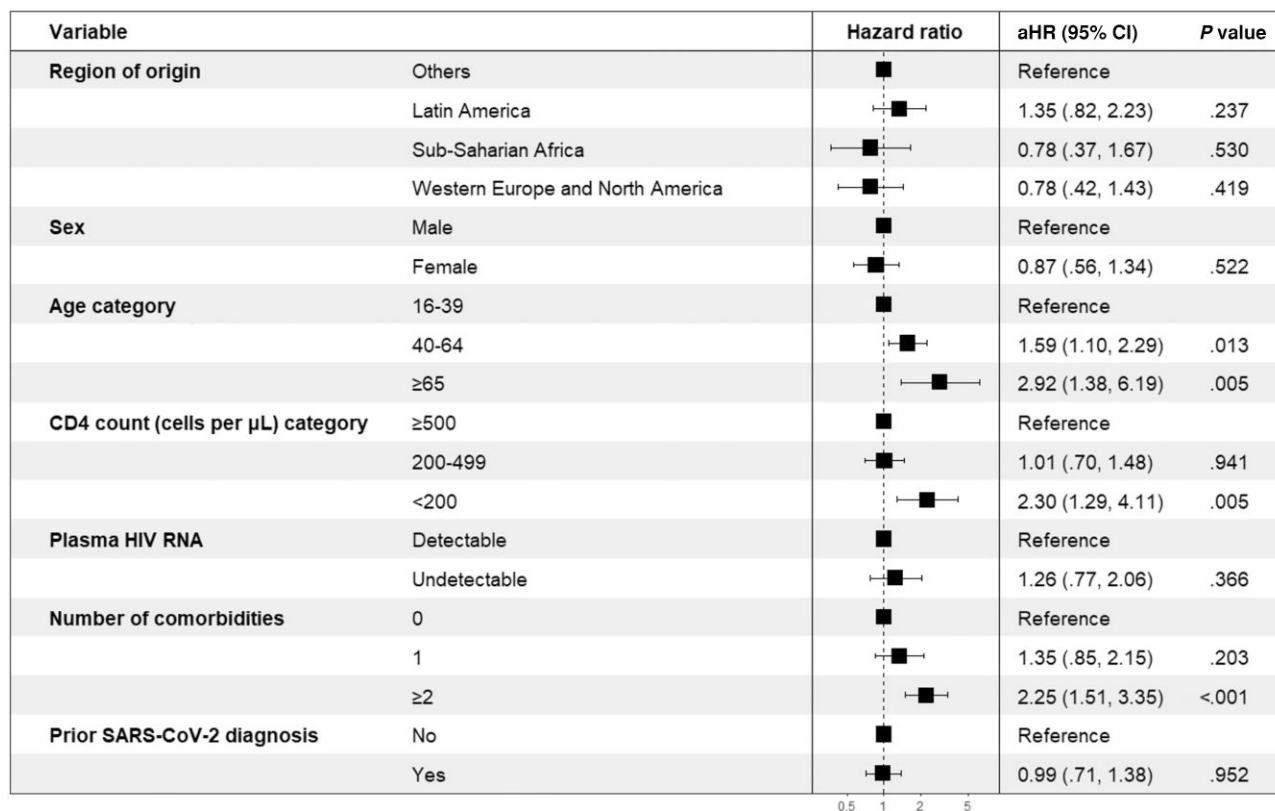 Variable Hazard ratio aHR (95% CI) P value
Region of origin Others Reference
Latin America 1.35 (.82, 2.23) .237
Sub-Saharian Africa 0.78 (.37, 1.67) .530
Western Europe and North America 0.78 (.42, 1.43) .419
Sex Male Reference
Female 0.87 (.56, 1.34) .522
Age category 16-39 Reference
40-64 1.59 (1.10, 2.29) .013
≥65 2.92 (1.38, 6.19) .005
CD4 count (cells per µL) category ≥500 Reference
200-499 1.01 (.70, 1.48) .941
<200 2.30 (1.29, 4.11) .005
Plasma HIV RNA Detectable Reference
Undetectable 1.26 (.77, 2.06) .366
Number of comorbidities 0 Reference
1 1.35 (.85, 2.15) .203
≥2 2.25 (1.51, 3.35) <.001
Prior SARS-CoV-2 diagnosis No Reference
Yes 0.99 (.71, 1.38) .952
0.5 1 5